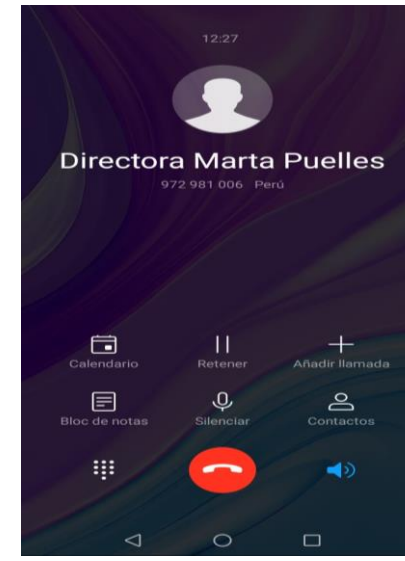 12:27
Directora Marta Puelles
972 981 006 Perú
Calendario Retener Añadir llamada
Bloc de notas Silenciar Contactos